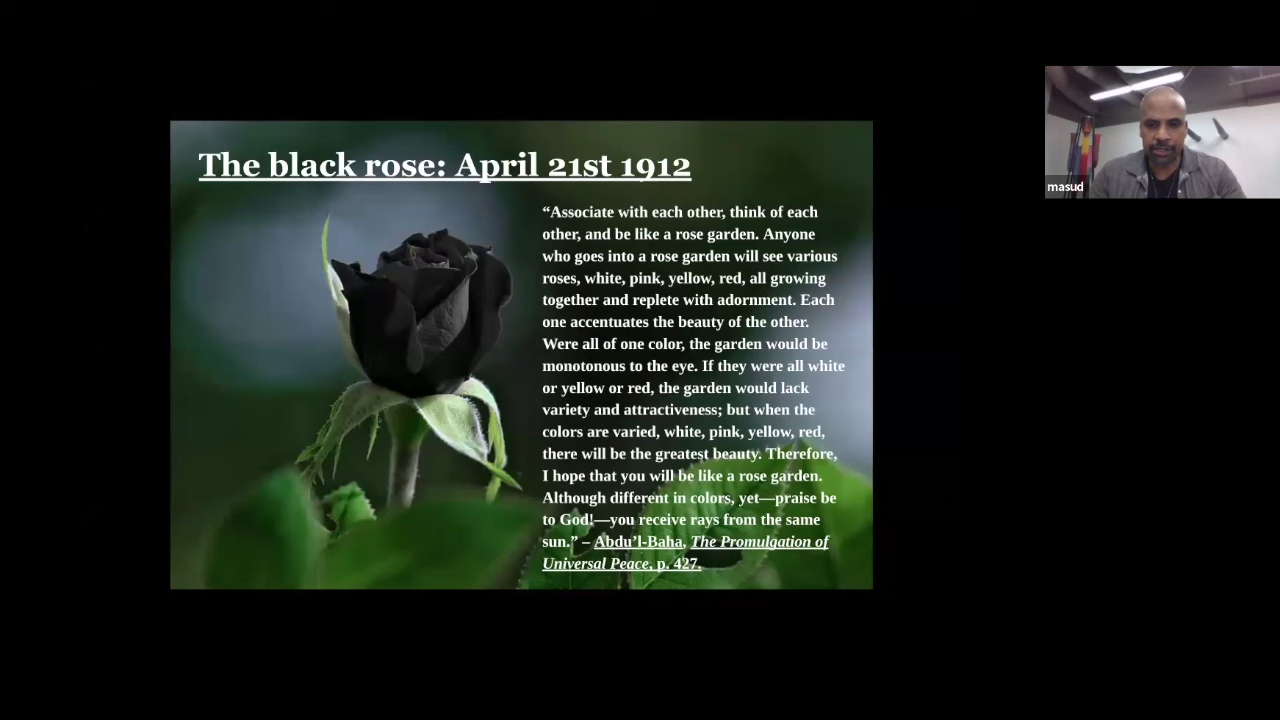 The black rose: April 21st 1912
“Associate with each other, think of each
other, and be like a rose garden. Anyone
who goes into a rose garden will see various
roses, white, pink, yellow, red, all growing
together and replete with adornment. Each
one accentuates the beauty of the other.
Were all of one color, the garden would be
monotonous to the eye. If they were all white
or yellow or red, the garden would lack
variety and attractiveness; but when the
colors are varied, white, pink, yellow, red,
there will be the greatest beauty. Therefore,
I hope that you will be like a rose garden.
Although different in colors, yet—praise be
to God!—you receive rays from the same
sun.” – Abdu’l-Baha, The Promulgation of
Universal Peace, p. 427.
masud